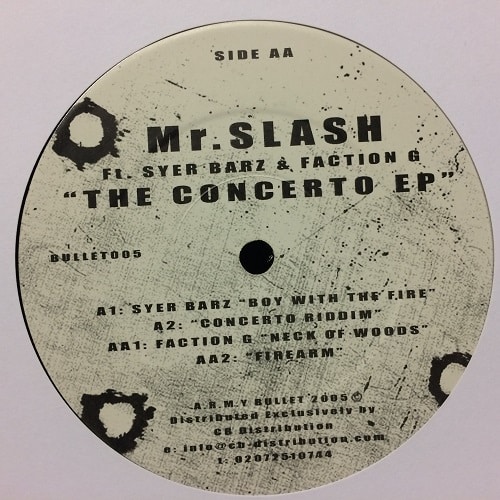 SIDE AA
Mr.SLASH
Ft. SYER BARZ & FACTION G
"THE CONCERTO EP"
BULLET005
A1: SYER BARZ "BOY WITH THE FIRE"
A2: "CONCERTO RIDDIM"
AA1: FACTION G "NECK OF WOODS"
AA2: "FIREARM"
A.R.M.Y BULLET 2005 ©
Distributed Exclusively by
CB Distribution
e: info@cb-distribution.com
t: 02072510744